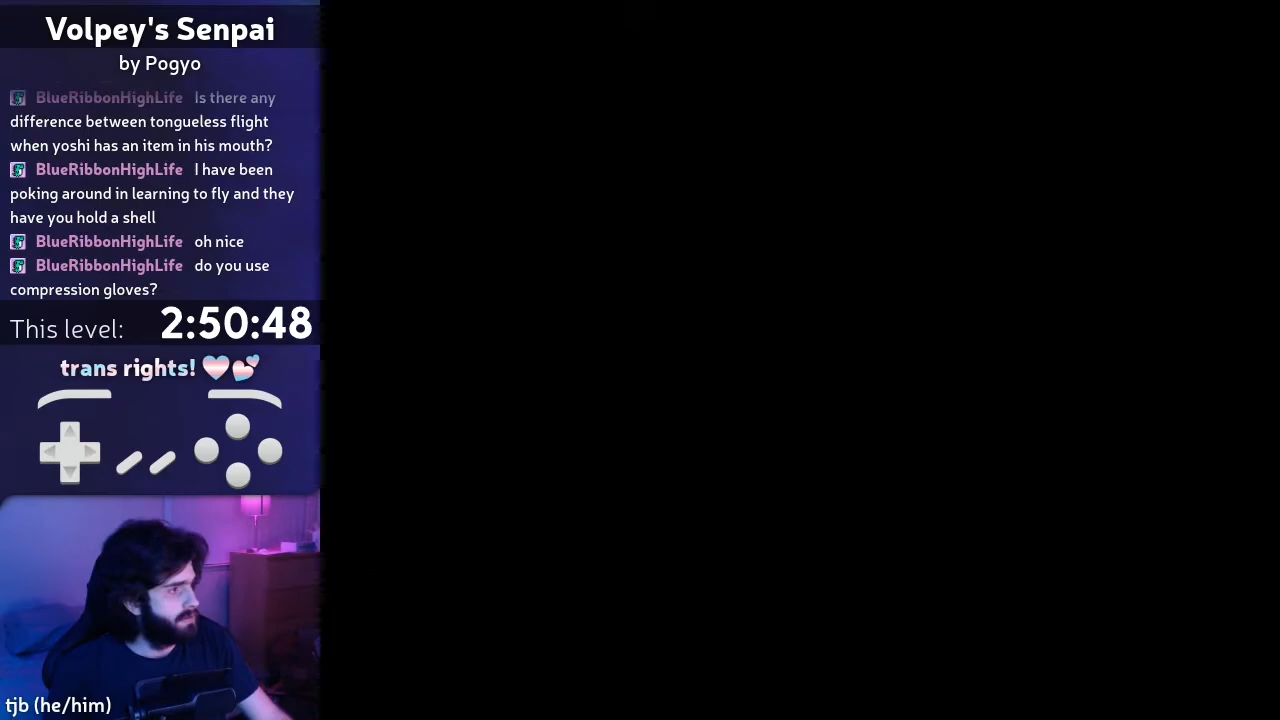 Volpey's Senpai
by Pogyo
BlueRibbonHighLife Is there any
difference between tongueless flight
when yoshi has an item in his mouth?
BlueRibbonHighLife I have been
poking around in learning to fly and they
have you hold a shell
BlueRibbonHighLife oh nice
BlueRibbonHighLife do you use
compression gloves?
This level: 2:50:48
trans rights!
tjb (he/him)